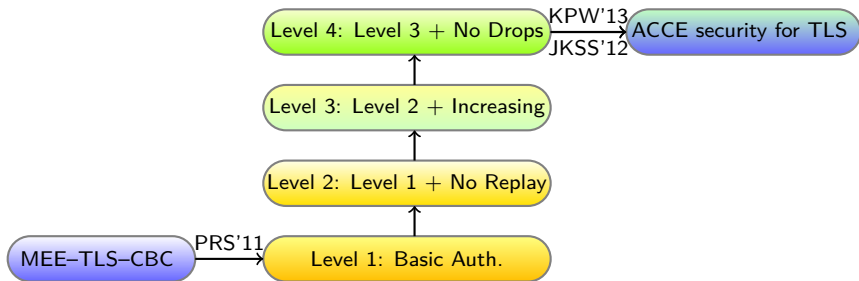 KPW'13
Level 4: Level 3 + No Drops
ACCE security for TLS
JKSS'12
Level 3: Level 2 + Increasing
Level 2: Level 1 + No Replay
PRS'11
MEE–TLS–CBC
Level 1: Basic Auth.